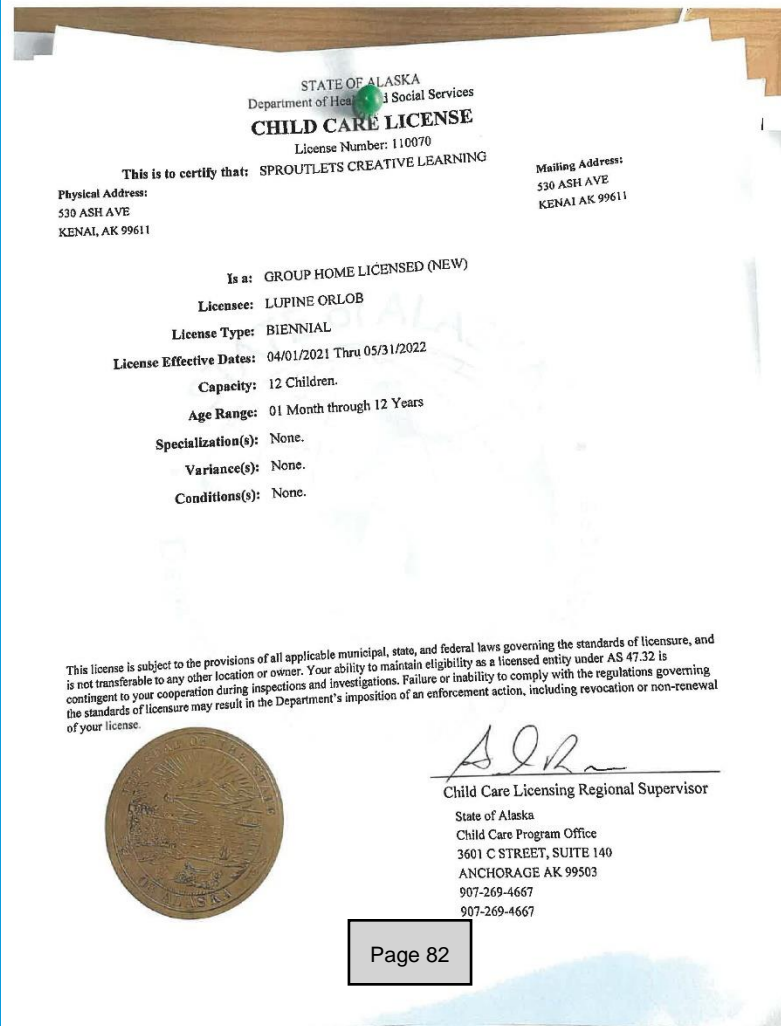 STATE OF ALASKA
Department of Hea d Social Services
CHILD CARE LICENSE
License Number: 110070
This is to certify that: SPROUTLETS CREATIVE LEARNING
Physical Address:
530 ASH AVE
KENAI, AK 99611
Mailing Address:
530 ASH AVE
KENAI AK 99611
Is a: GROUP HOME LICENSED (NEW)
Licensee: LUPINE ORLOB
License Type: BIENNIAL
License Effective Dates: 04/01/2021 Thru 05/31/2022
Capacity: 12 Children.
Age Range: 01 Month through 12 Years
Specialization(s): None.
Variance(s): None.
Conditions(s): None.
This license is subject to the provisions of all applicable municipal, state, and federal laws governing the standards of licensure, and
is not transferable to any other location or owner. Your ability to maintain eligibility as a licensed entity under AS 47.32 is
contingent to your cooperation during inspections and investigations. Failure or inability to comply with the regulations governing
the standards of licensure may result in the Department's imposition of an enforcement action, including revocation or non-renewal
of your license.
THE SEAL OF THE STATE
OF ALASKA
Child Care Licensing Regional Supervisor
State of Alaska
Child Care Program Office
3601 C STREET, SUITE 140
ANCHORAGE AK 99503
907-269-4667
907-269-4667
Page 82